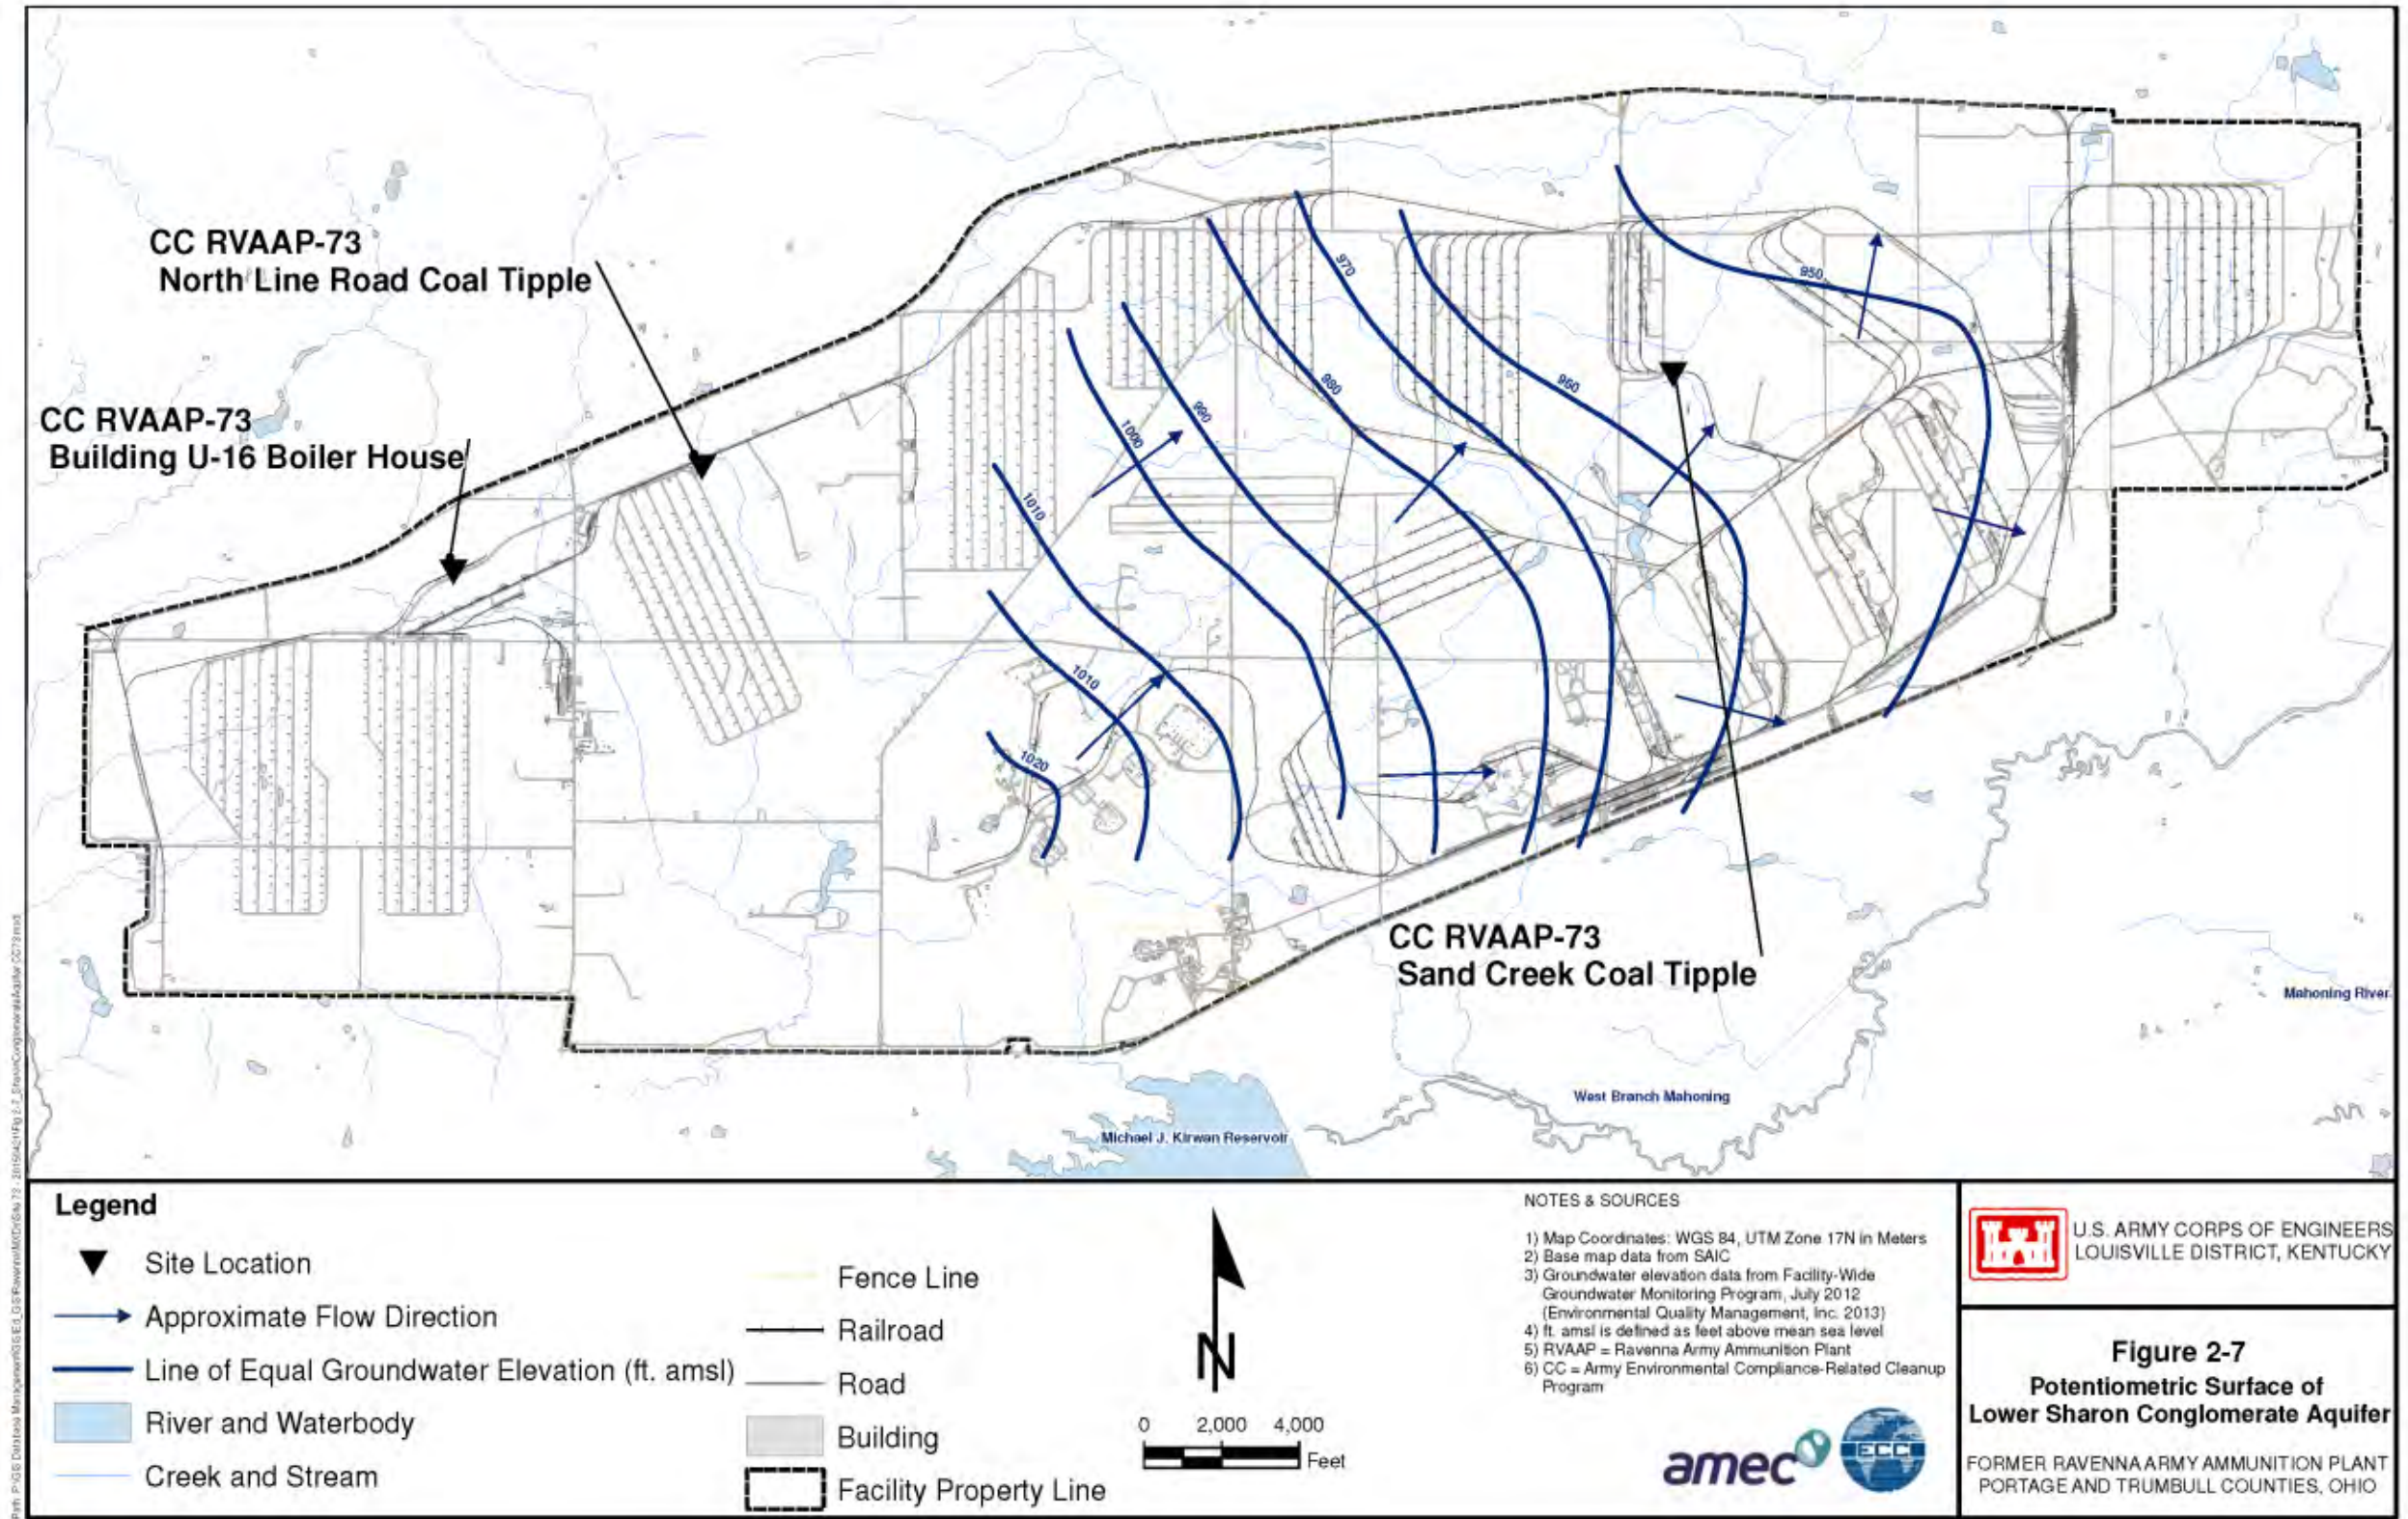 CC RVAAP-73
North Line Road Coal Tipple
CC RVAAP-73
Building U-16 Boiler House
950
970
960
980
990
1000
1010
1010
1020
CC RVAAP-73
Sand Creek Coal Tipple
Mahoning River
West Branch Mahoning
Michael J. Kirwan Reservoir
Legend
Site Location
Approximate Flow Direction
Line of Equal Groundwater Elevation (ft. amsl)
River and Waterbody
Creek and Stream
Fence Line
Railroad
Road
Building
Facility Property Line
N
0 2,000 4,000
Feet
NOTES & SOURCES
1) Map Coordinates: WGS 84, UTM Zone 17N in Meters
2) Base map data from SAIC
3) Groundwater elevation data from Facility-Wide
Groundwater Monitoring Program, July 2012
(Environmental Quality Management, Inc. 2013)
4) ft. amsl is defined as feet above mean sea level
5) RVAAP = Ravenna Army Ammunition Plant
6) CC = Army Environmental Compliance-Related Cleanup
Program
amec
ECC
U.S. ARMY CORPS OF ENGINEERS
LOUISVILLE DISTRICT, KENTUCKY
Figure 2-7
Potentiometric Surface of
Lower Sharon Conglomerate Aquifer
FORMER RAVENNA ARMY AMMUNITION PLANT
PORTAGE AND TRUMBULL COUNTIES, OHIO